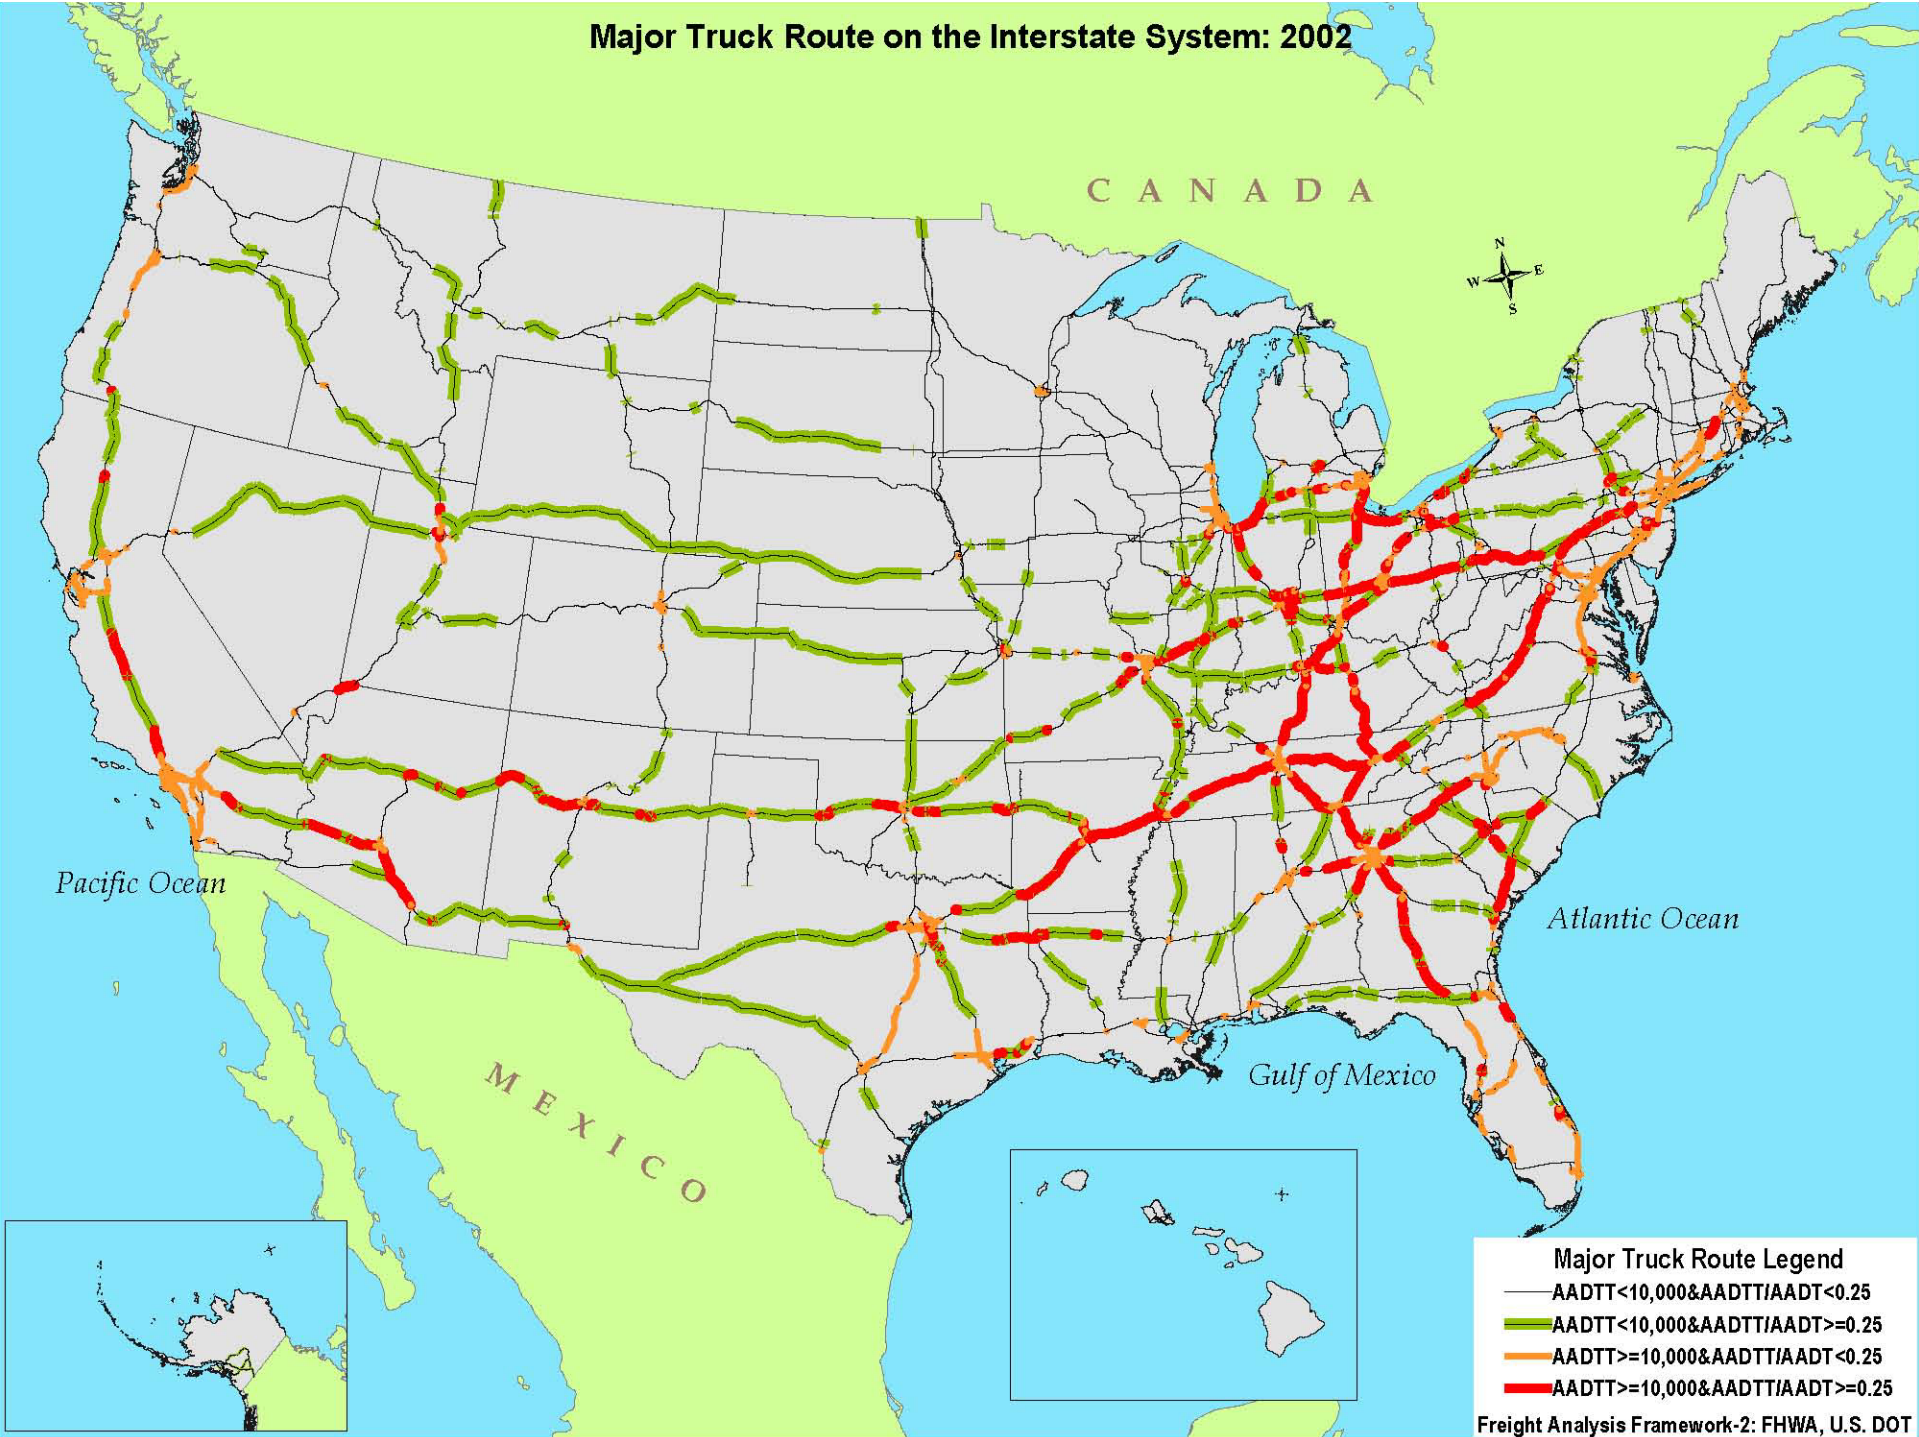 Major Truck Route on the Interstate System: 2002
CANADA
N
W E
S
Pacific Ocean
Atlantic Ocean
MEXICO
Gulf of Mexico
Major Truck Route Legend
AADTT<10,000&AADTT/AADT<0.25
AADTT<10,000&AADTT/AADT>=0.25
AADTT>=10,000&AADTT/AADT<0.25
AADTT>=10,000&AADTT/AADT>=0.25
Freight Analysis Framework-2: FHWA, U.S. DOT